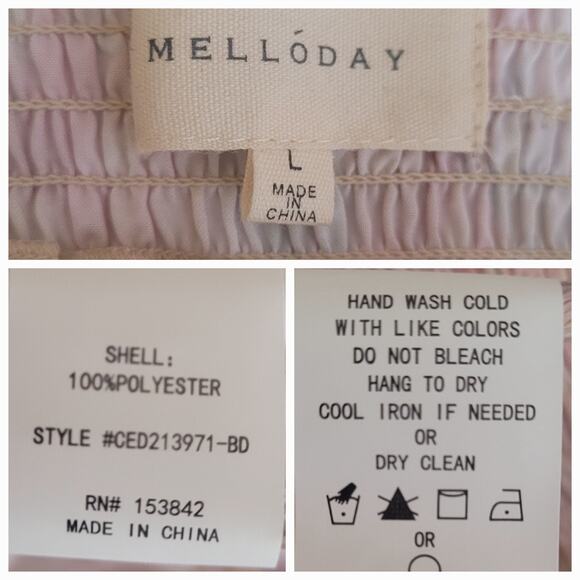 MELLÓDAY
L
MADE
IN
CHINA
SHELL:
100%POLYESTER
STYLE #CED213971-BD
RN# 153842
MADE IN CHINA
HAND WASH COLD
WITH LIKE COLORS
DO NOT BLEACH
HANG TO DRY
COOL IRON IF NEEDED
OR
DRY CLEAN
OR